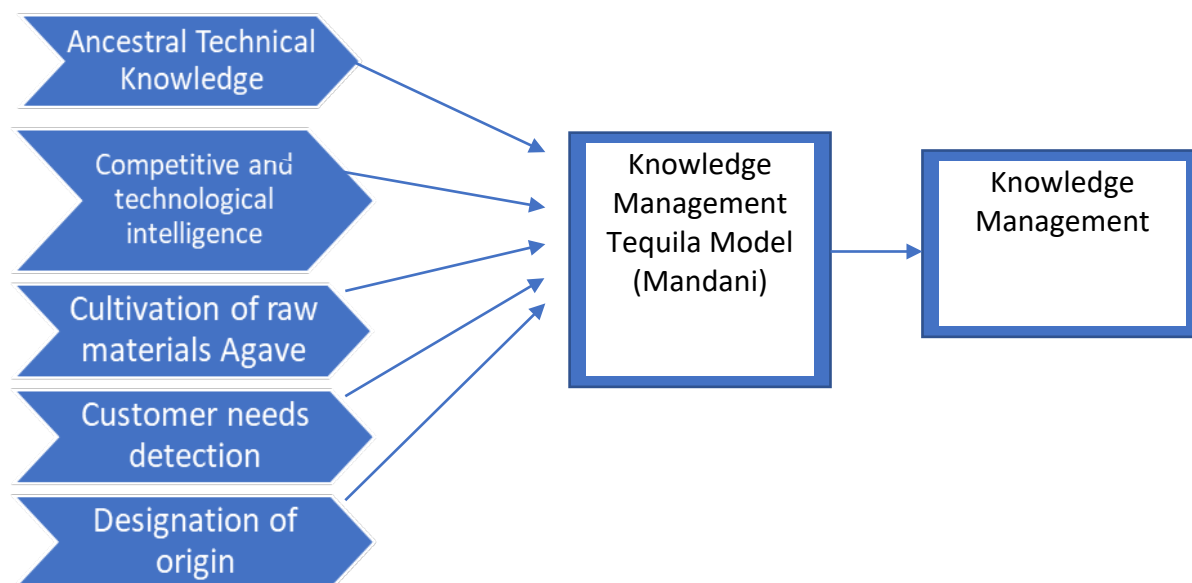 Ancestral Technical
Knowledge
Competitive and
technological
intelligence
Cultivation of raw
materials Agave
Customer needs
detection
Designation of
origin
Knowledge
Management
Tequila Model
(Mandani)
Knowledge
Management